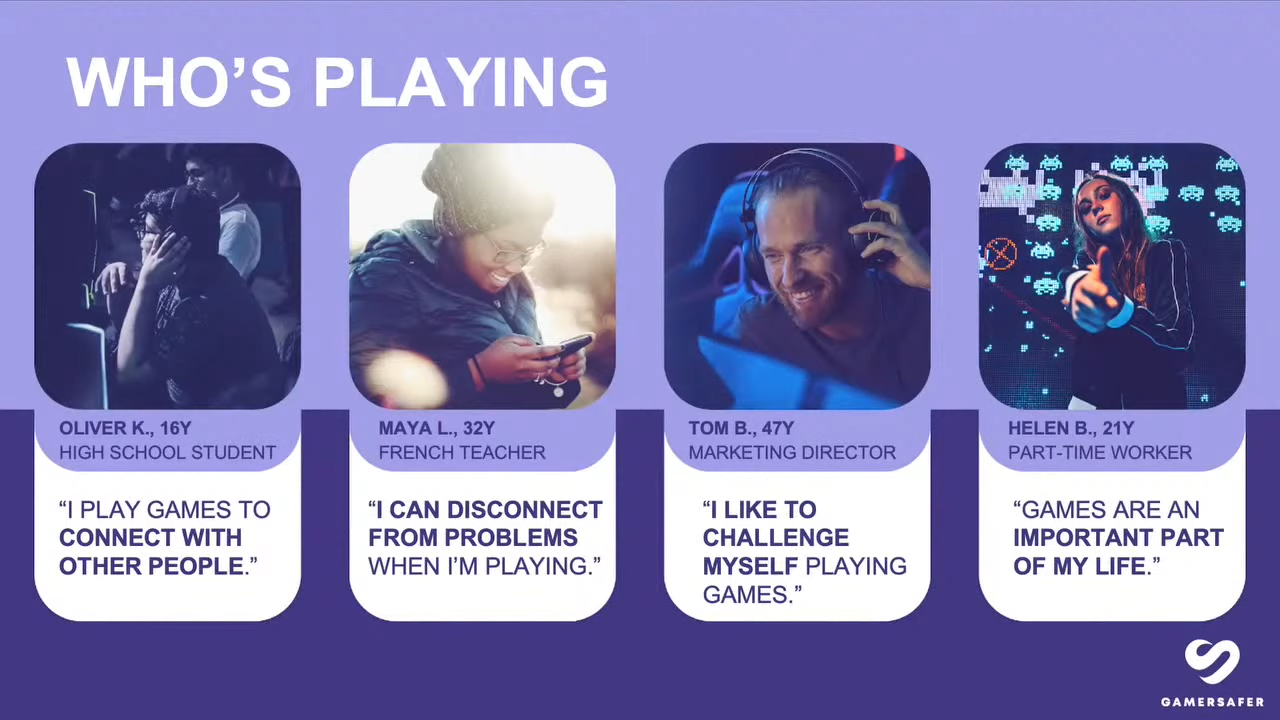 WHO’S PLAYING
OLIVER K., 16Y
HIGH SCHOOL STUDENT
“I PLAY GAMES TO
CONNECT WITH
OTHER PEOPLE.”
MAYA L., 32Y
FRENCH TEACHER
“I CAN DISCONNECT
FROM PROBLEMS
WHEN I’M PLAYING.”
TOM B., 47Y
MARKETING DIRECTOR
“I LIKE TO
CHALLENGE
MYSELF PLAYING
GAMES.”
HELEN B., 21Y
PART-TIME WORKER
“GAMES ARE AN
IMPORTANT PART
OF MY LIFE.”
GAMERSAFER